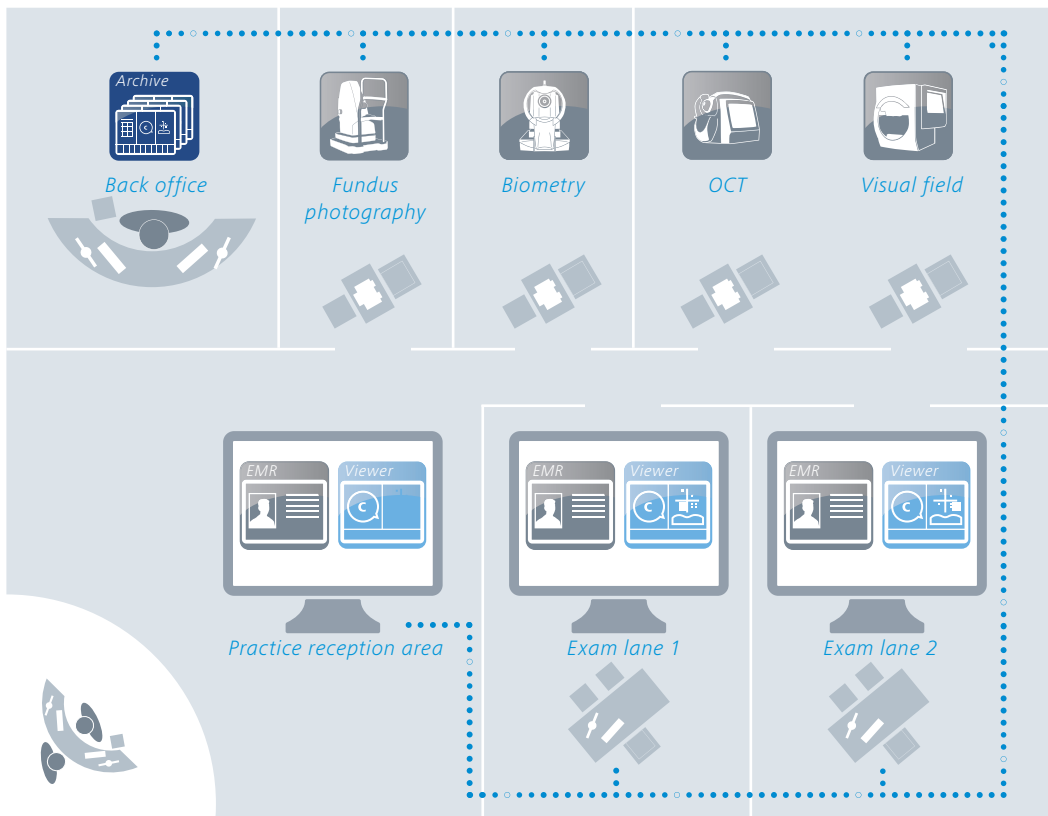 Archive
Back office
Fundus
photography
Biometry
OCT
Visual field
EMR
Viewer
C
Practice reception area
EMR
Viewer
C
Exam lane 1
EMR
Viewer
C
Exam lane 2